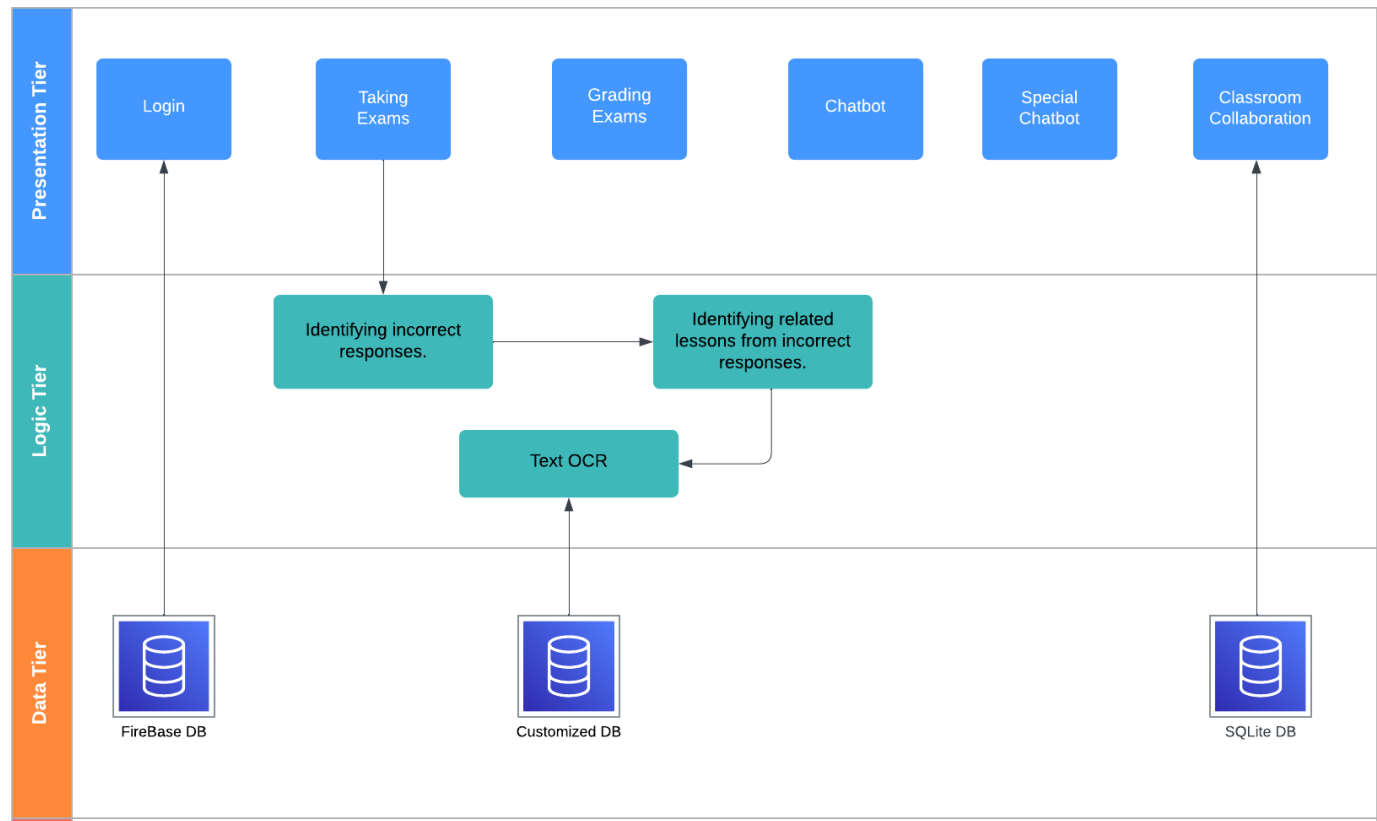 Presentation Tier
Login
Taking
Exams
Grading
Exams
Chatbot
Special
Chatbot
Classroom
Collaboration
Logic Tier
Identifying incorrect
responses.
Identifying related
lessons from incorrect
responses.
Text OCR
Data Tier
FireBase DB
Customized DB
SQLite DB